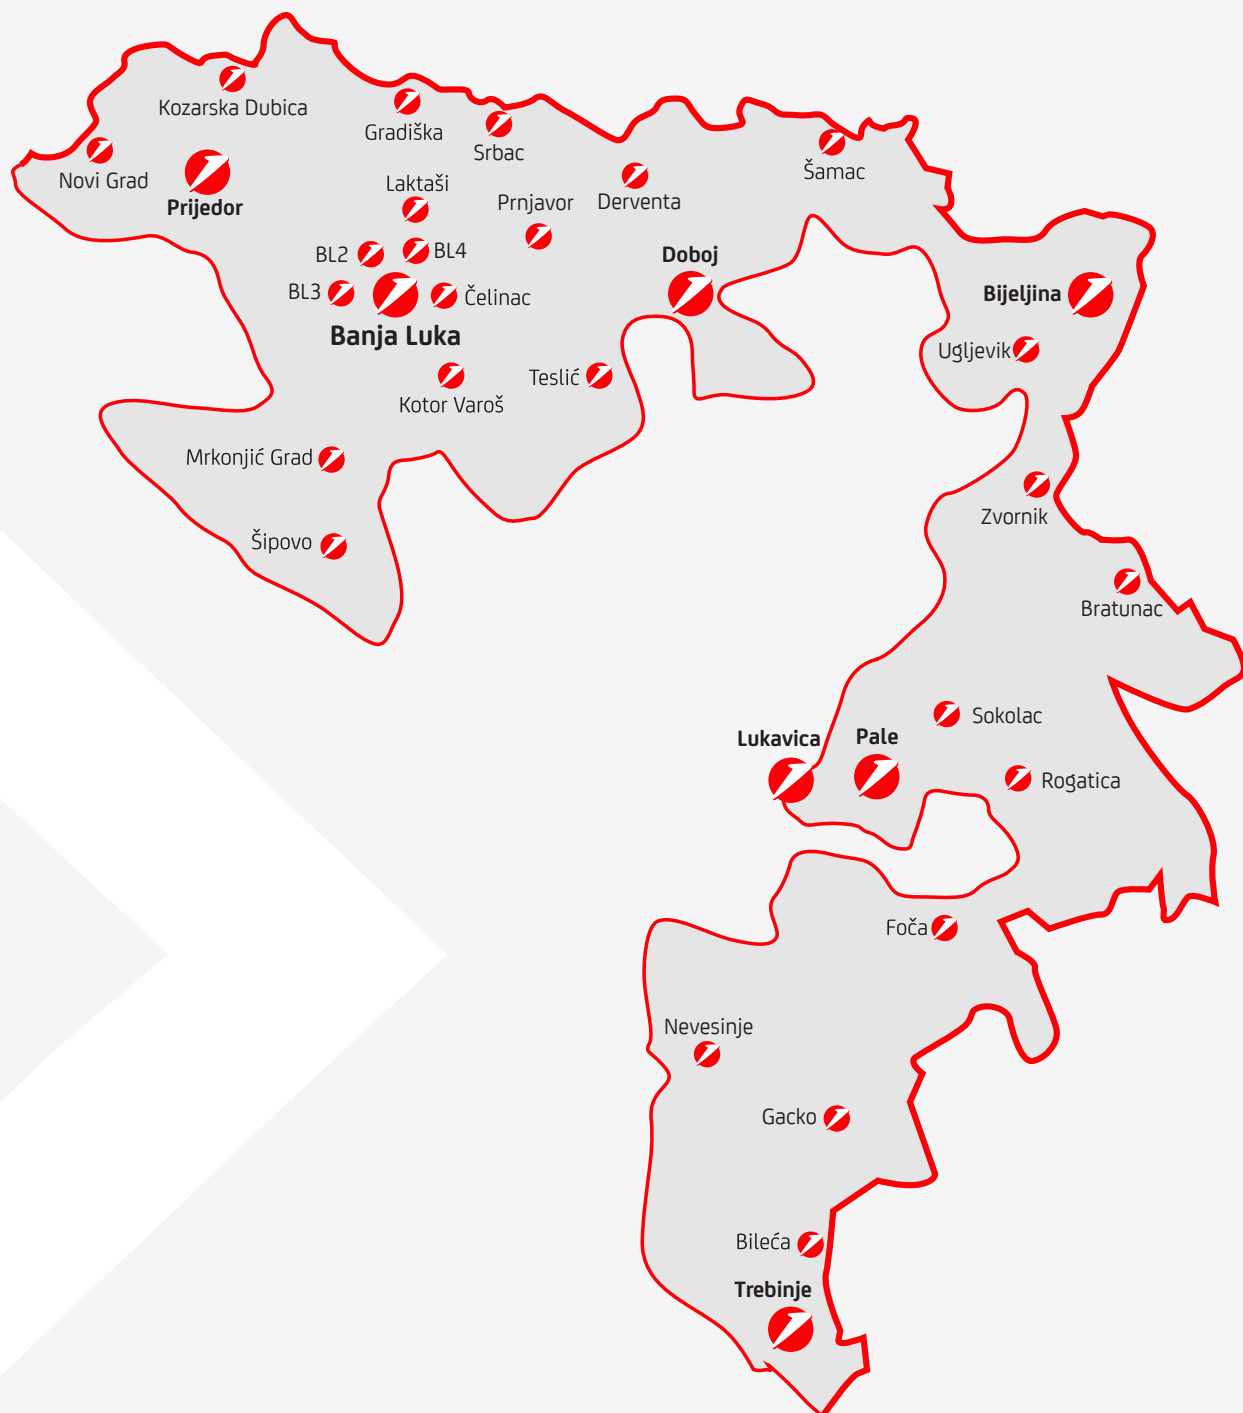 Kozarska Dubica
Gradiška
Srbac
Šamac
Novi Grad
Prijedor
Laktaši
Prnjavor
Derventa
BL2
BL4
Doboj
BL3
Čelinac
Bijeljina
Banja Luka
Ugljevik
Teslić
Kotor Varoš
Mrkonjić Grad
Zvornik
Šipovo
Bratunac
Sokolac
Lukavica
Pale
Rogatica
Foča
Nevesinje
Gacko
Bileća
Trebinje